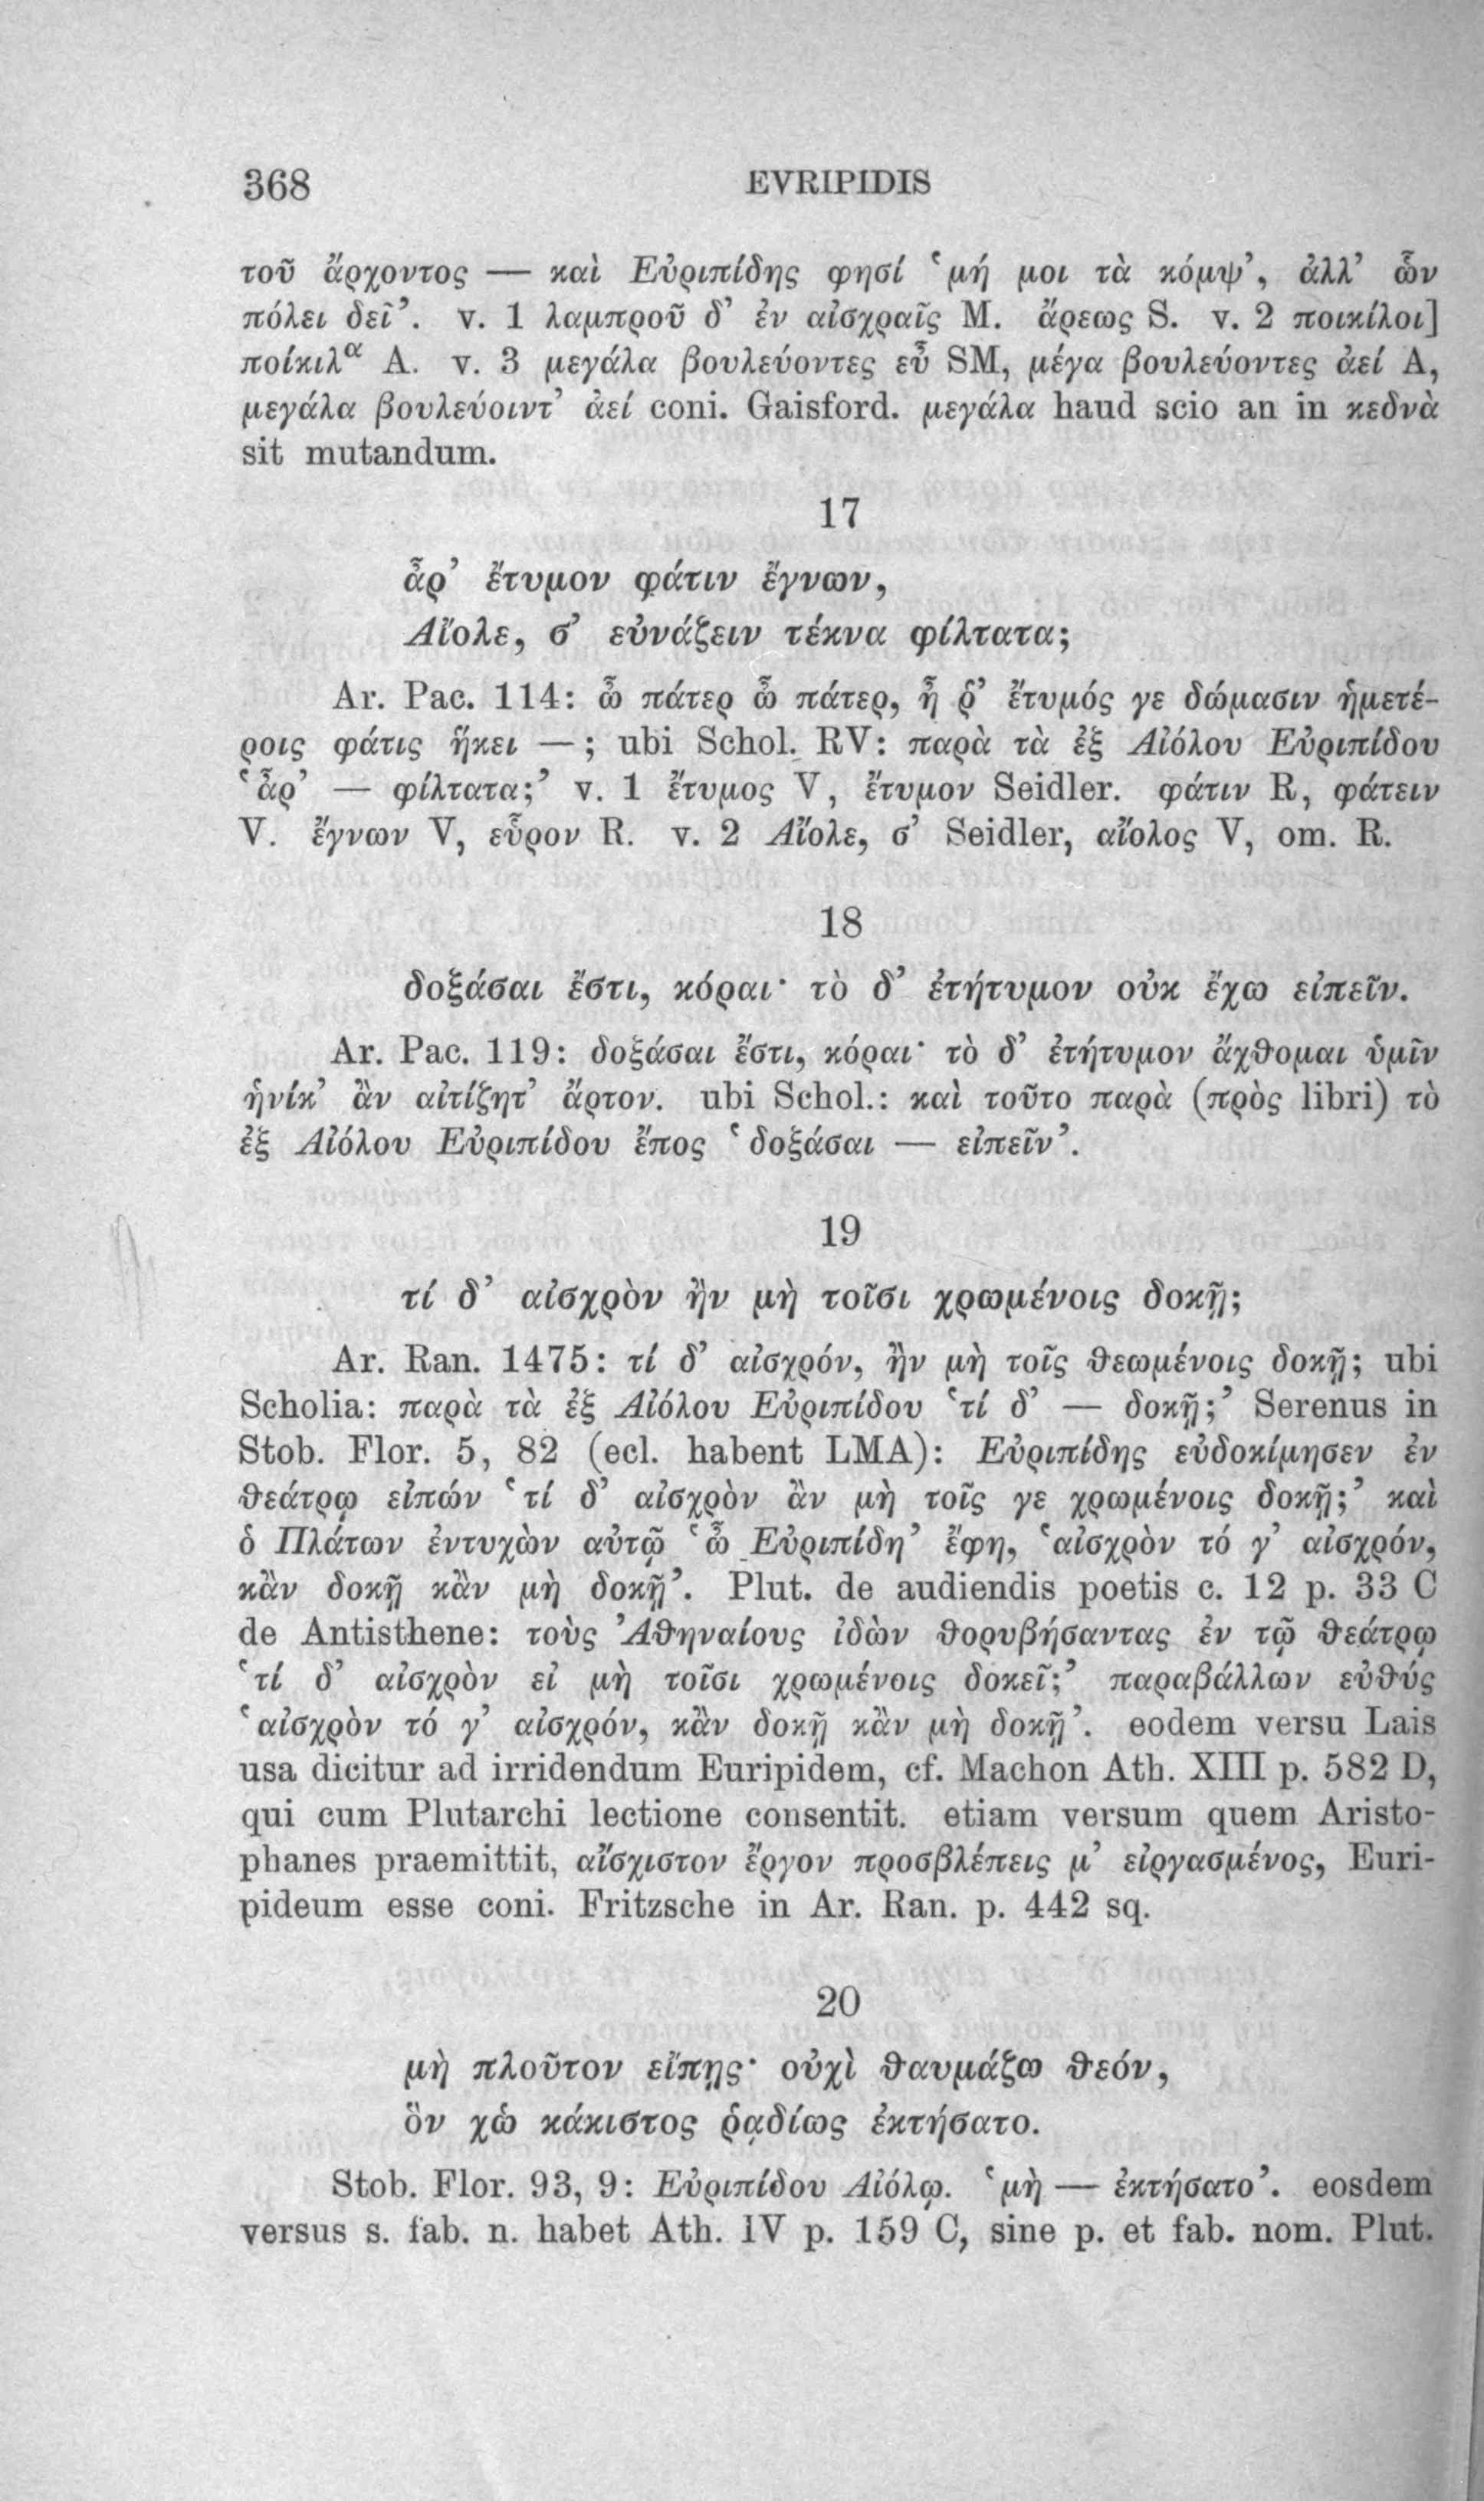 368 EVRIPIDIS
τοῦ ἄρχοντος — καὶ Εὐριπίδης φησί ‘μή μοι τὰ κόμψ’, ἀλλ’ ὧν
πόλει δεῖ’. v. 1 λαμπροῦ δ’ ἐν αἰσχραῖς M. ἄρεως S. v. 2 ποικίλοι]
ποίκιλα A. v. 3 μεγάλα βουλεύοντες εὖ SM, μέγα βουλεύοντες ἀεί A,
μεγάλα βουλεύοιντ’ ἀεί coni. Gaisford. μεγάλα haud scio an in κεδνὰ
sit mutandum.
17
ἆρ’ ἔτυμον φάτιν ἔγνων,
Αἴολε, σ’ εὐνάζειν τέκνα φίλτατα;
Ar. Pac. 114: ὦ πάτερ ὦ πάτερ, ἦ ῥ’ ἔτυμός γε δώμασιν ἡμετέ-
ροις φάτις ἥκει —; ubi Schol. RV: παρὰ τὰ ἐξ Αἰόλου Εὐριπίδου
‘ἆρ’ — φίλτατα;’ v. 1 ἔτυμος V, ἔτυμον Seidler. φάτιν R, φάτειν
V. ἔγνων V, εὗρον R. v. 2 Αἴολε, σ’ Seidler, αἴολος V, om. R.
18
δοξάσαι ἔστι, κόραι· τὸ δ’ ἐτήτυμον οὐκ ἔχω εἰπεῖν.
Ar. Pac. 119: δοξάσαι ἔστι, κόραι· τὸ δ’ ἐτήτυμον ἄχθομαι ὑμῖν
ἡνίκ’ ἂν αἰτίζητ’ ἄρτον. ubi Schol.: καὶ τοῦτο παρὰ (πρὸς libri) τὸ
ἐξ Αἰόλου Εὐριπίδου ἔπος ‘δοξάσαι — εἰπεῖν’.
19
τί δ’ αἰσχρὸν ἢν μὴ τοῖσι χρωμένοις δοκῇ;
Ar. Ran. 1475: τί δ’ αἰσχρόν, ἢν μὴ τοῖς θεωμένοις δοκῇ; ubi
Scholia: παρὰ τὰ ἐξ Αἰόλου Εὐριπίδου ‘τί δ’ — δοκῇ;’ Serenus in
Stob. Flor. 5, 82 (ecl. habent LMA): Εὐριπίδης εὐδοκίμησεν ἐν
θεάτρῳ εἰπών ‘τί δ’ αἰσχρὸν ἂν μὴ τοῖς γε χρωμένοις δοκῇ;’ καὶ
ὁ Πλάτων ἐντυχὼν αὐτῷ ‘ὦ Εὐριπίδη’ ἔφη, ‘αἰσχρὸν τό γ’ αἰσχρόν,
κἂν δοκῇ κἂν μὴ δοκῇ’. Plut. de audiendis poetis c. 12 p. 33 C
de Antisthene: τοὺς Ἀθηναίους ἰδὼν θορυβήσαντας ἐν τῷ θεάτρῳ
‘τί δ’ αἰσχρὸν εἰ μὴ τοῖσι χρωμένοις δοκεῖ;’ παραβάλλων εὐθύς
‘αἰσχρὸν τό γ’ αἰσχρόν, κἂν δοκῇ κἂν μὴ δοκῇ’. eodem versu Lais
usa dicitur ad irridendum Euripidem, cf. Machon Ath. XIII p. 582 D,
qui cum Plutarchi lectione consentit. etiam versum quem Aristo-
phanes praemittit, αἴσχιστον ἔργον προσβλέπεις μ’ εἰργασμένος, Euri-
pideum esse coni. Fritzsche in Ar. Ran. p. 442 sq.
20
μὴ πλοῦτον εἴπῃς· οὐχὶ θαυμάζω θεόν,
ὃν χὠ κάκιστος ῥᾳδίως ἐκτήσατο.
Stob. Flor. 93, 9: Εὐριπίδου Αἰόλῳ. ‘μὴ — ἐκτήσατο’. eosdem
versus s. fab. n. habet Ath. IV p. 159 C, sine p. et fab. nom. Plut.